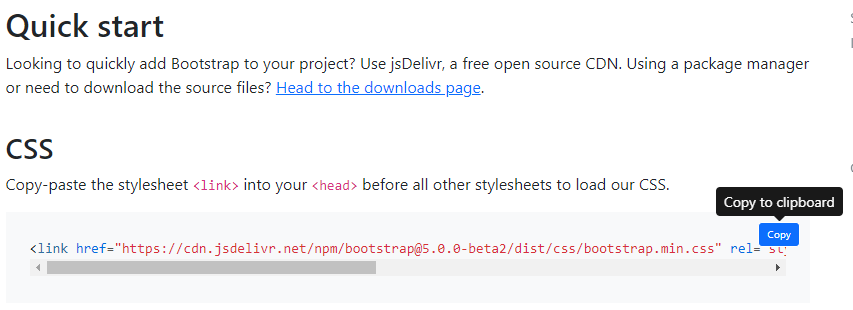 Quick start
Looking to quickly add Bootstrap to your project? Use jsDelivr, a free open source CDN. Using a package manager
or need to download the source files? Head to the downloads page.
CSS
Copy-paste the stylesheet <link> into your <head> before all other stylesheets to load our CSS.
Copy to clipboard
Copy
<link href="https://cdn.jsdelivr.net/npm/bootstrap@5.0.0-beta2/dist/css/bootstrap.min.css" rel=